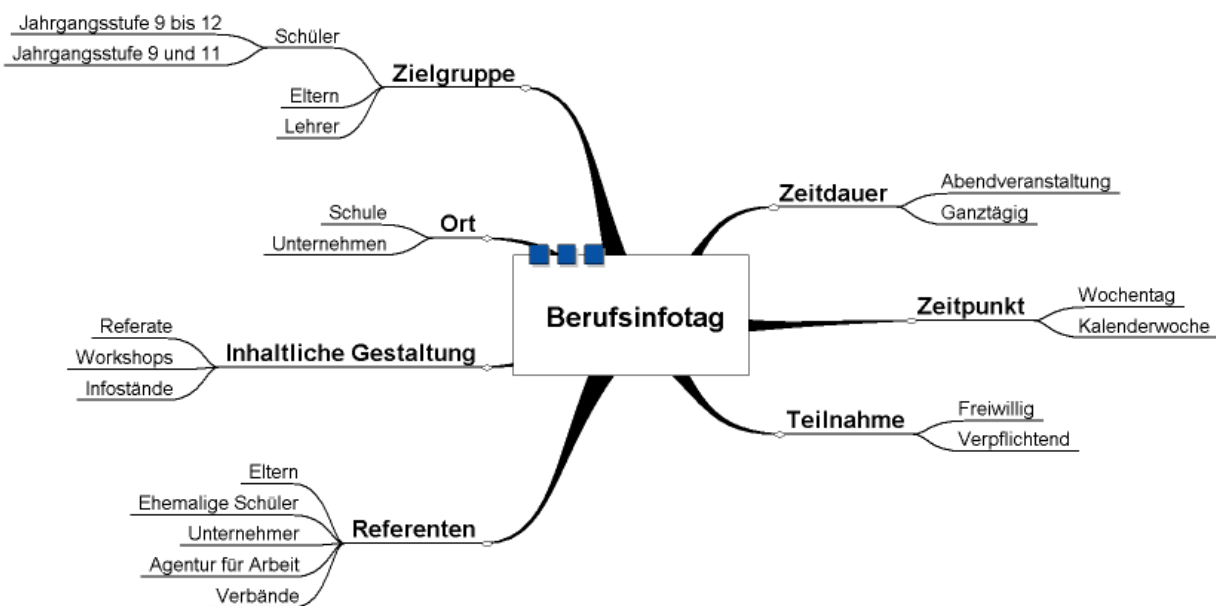 Jahrgangsstufe 9 bis 12
Jahrgangsstufe 9 und 11
Schüler
Eltern
Lehrer
Zielgruppe
Schule
Unternehmen
Ort
Referate
Workshops
Infostände
Inhaltliche Gestaltung
Eltern
Ehemalige Schüler
Unternehmer
Agentur für Arbeit
Verbände
Referenten
Berufsinfotag
Zeitdauer
Abendveranstaltung
Ganztägig
Zeitpunkt
Wochentag
Kalenderwoche
Teilnahme
Freiwillig
Verpflichtend